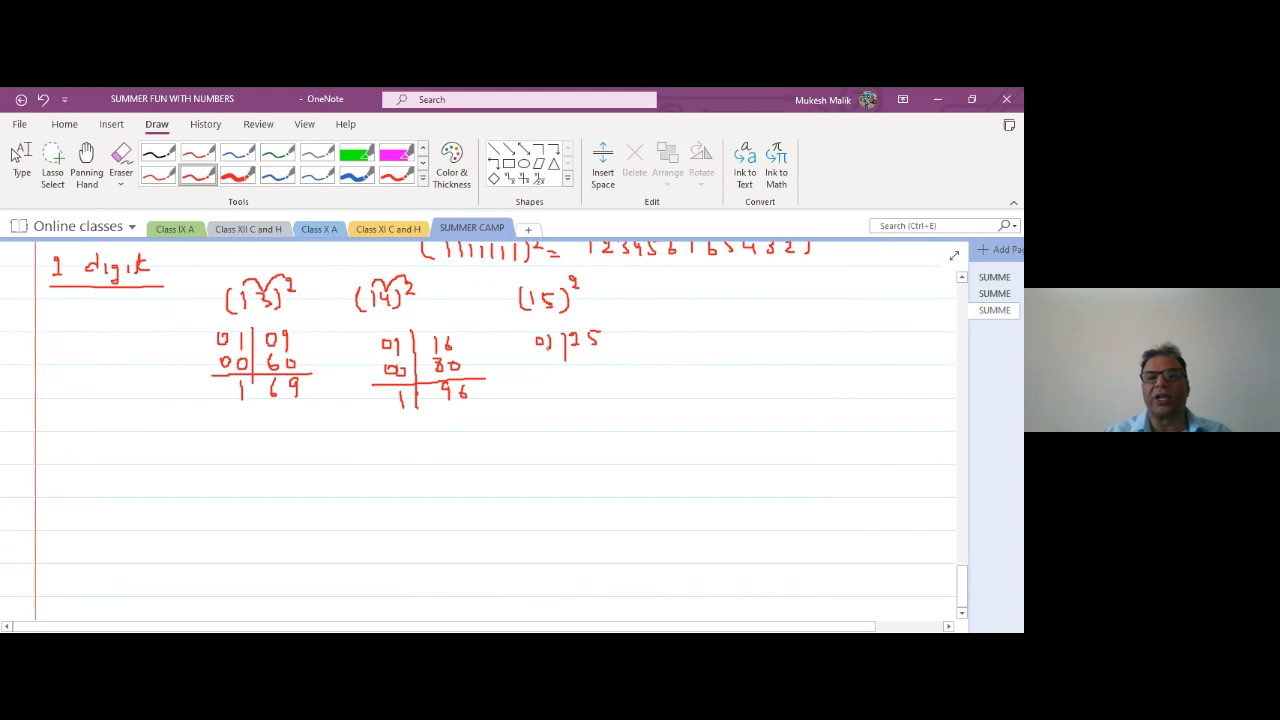 SUMMER FUN WITH NUMBERS - OneNote Search Mukesh Malik
File Home Insert Draw History Review View Help
Type Lasso Select Panning Hand Eraser Color & Thickness Insert Space Delete Arrange Rotate Ink to Text Ink to Math
Tools Shapes Edit Convert
Online classes Class IX A Class XII C and H Class X A Class XI C and H SUMMER CAMP + Search (Ctrl+E)
+ Add Pag
SUMME
SUMME
SUMME
1 digit
(13)² (14)² (15)²
01 | 09 01 | 16 01 | 25
00 | 60 00 | 80
1 | 69 1 | 96